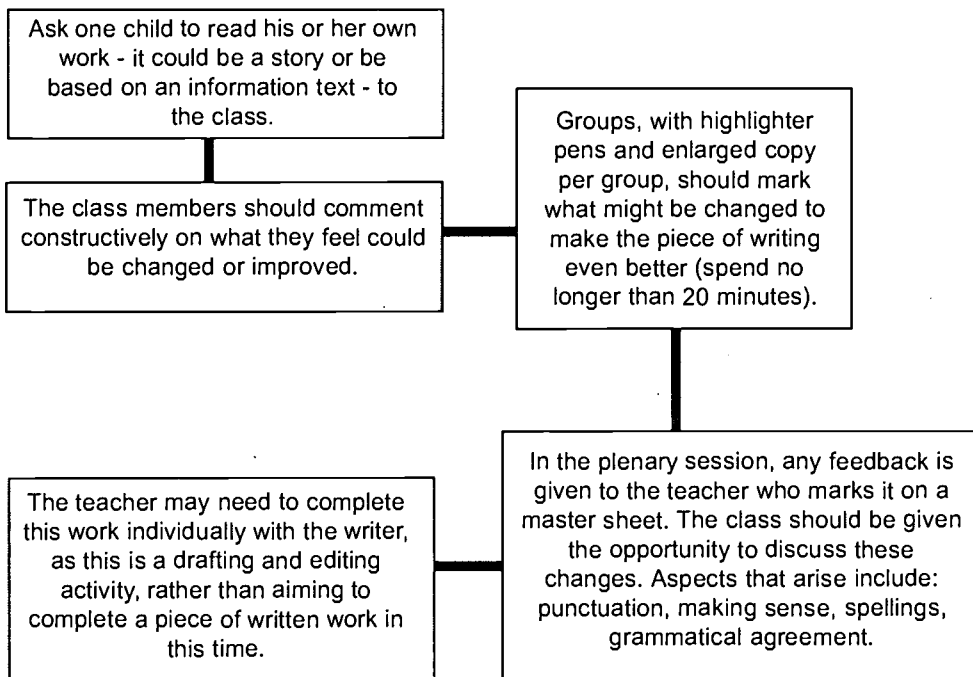 Ask one child to read his or her own
work - it could be a story or be
based on an information text - to
the class.
The class members should comment
constructively on what they feel could
be changed or improved.
Groups, with highlighter
pens and enlarged copy
per group, should mark
what might be changed to
make the piece of writing
even better (spend no
longer than 20 minutes).
In the plenary session, any feedback is
given to the teacher who marks it on a
master sheet. The class should be given
the opportunity to discuss these
changes. Aspects that arise include:
punctuation, making sense, spellings,
grammatical agreement.
The teacher may need to complete
this work individually with the writer,
as this is a drafting and editing
activity, rather than aiming to
complete a piece of written work in
this time.